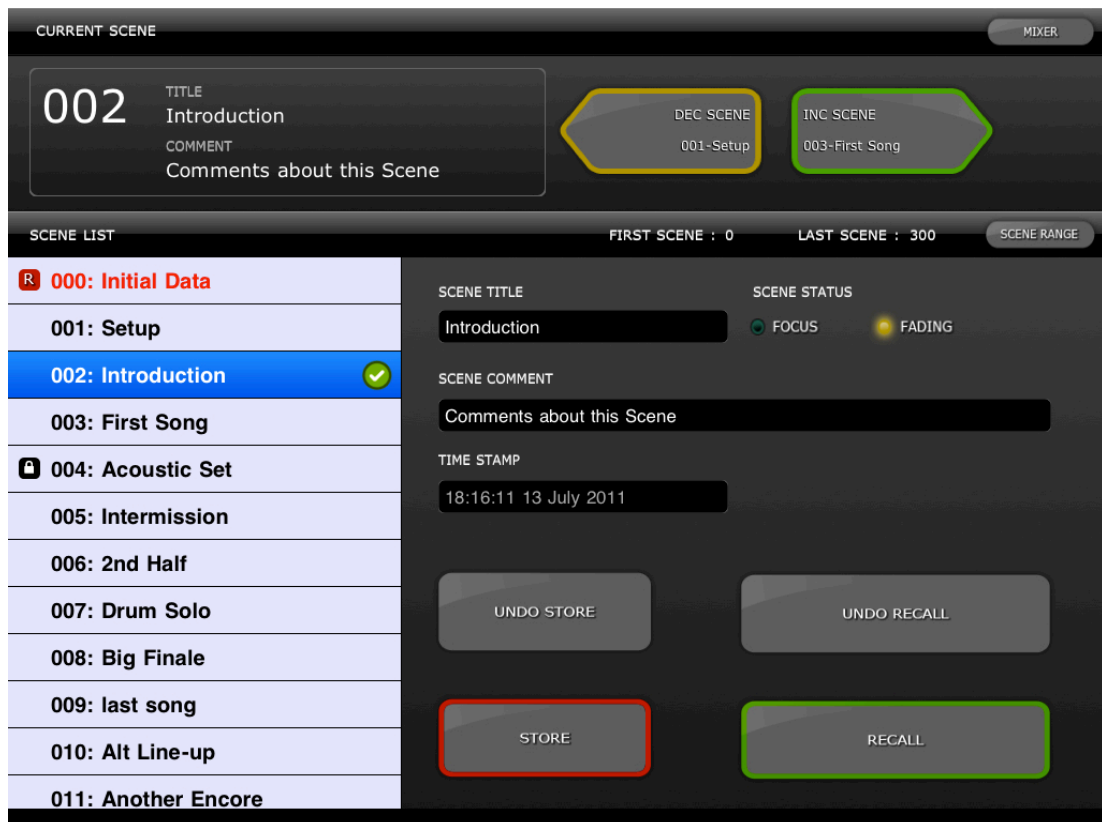 CURRENT SCENE
MIXER
002
TITLE
Introduction
COMMENT
Comments about this Scene
DEC SCENE
001-Setup
INC SCENE
003-First Song
SCENE LIST
FIRST SCENE : 0
LAST SCENE : 300
SCENE RANGE
R 000: Initial Data
001: Setup
002: Introduction
003: First Song
004: Acoustic Set
005: Intermission
006: 2nd Half
007: Drum Solo
008: Big Finale
009: last song
010: Alt Line-up
011: Another Encore
SCENE TITLE
Introduction
SCENE STATUS
FOCUS
FADING
SCENE COMMENT
Comments about this Scene
TIME STAMP
18:16:11 13 July 2011
UNDO STORE
UNDO RECALL
STORE
RECALL